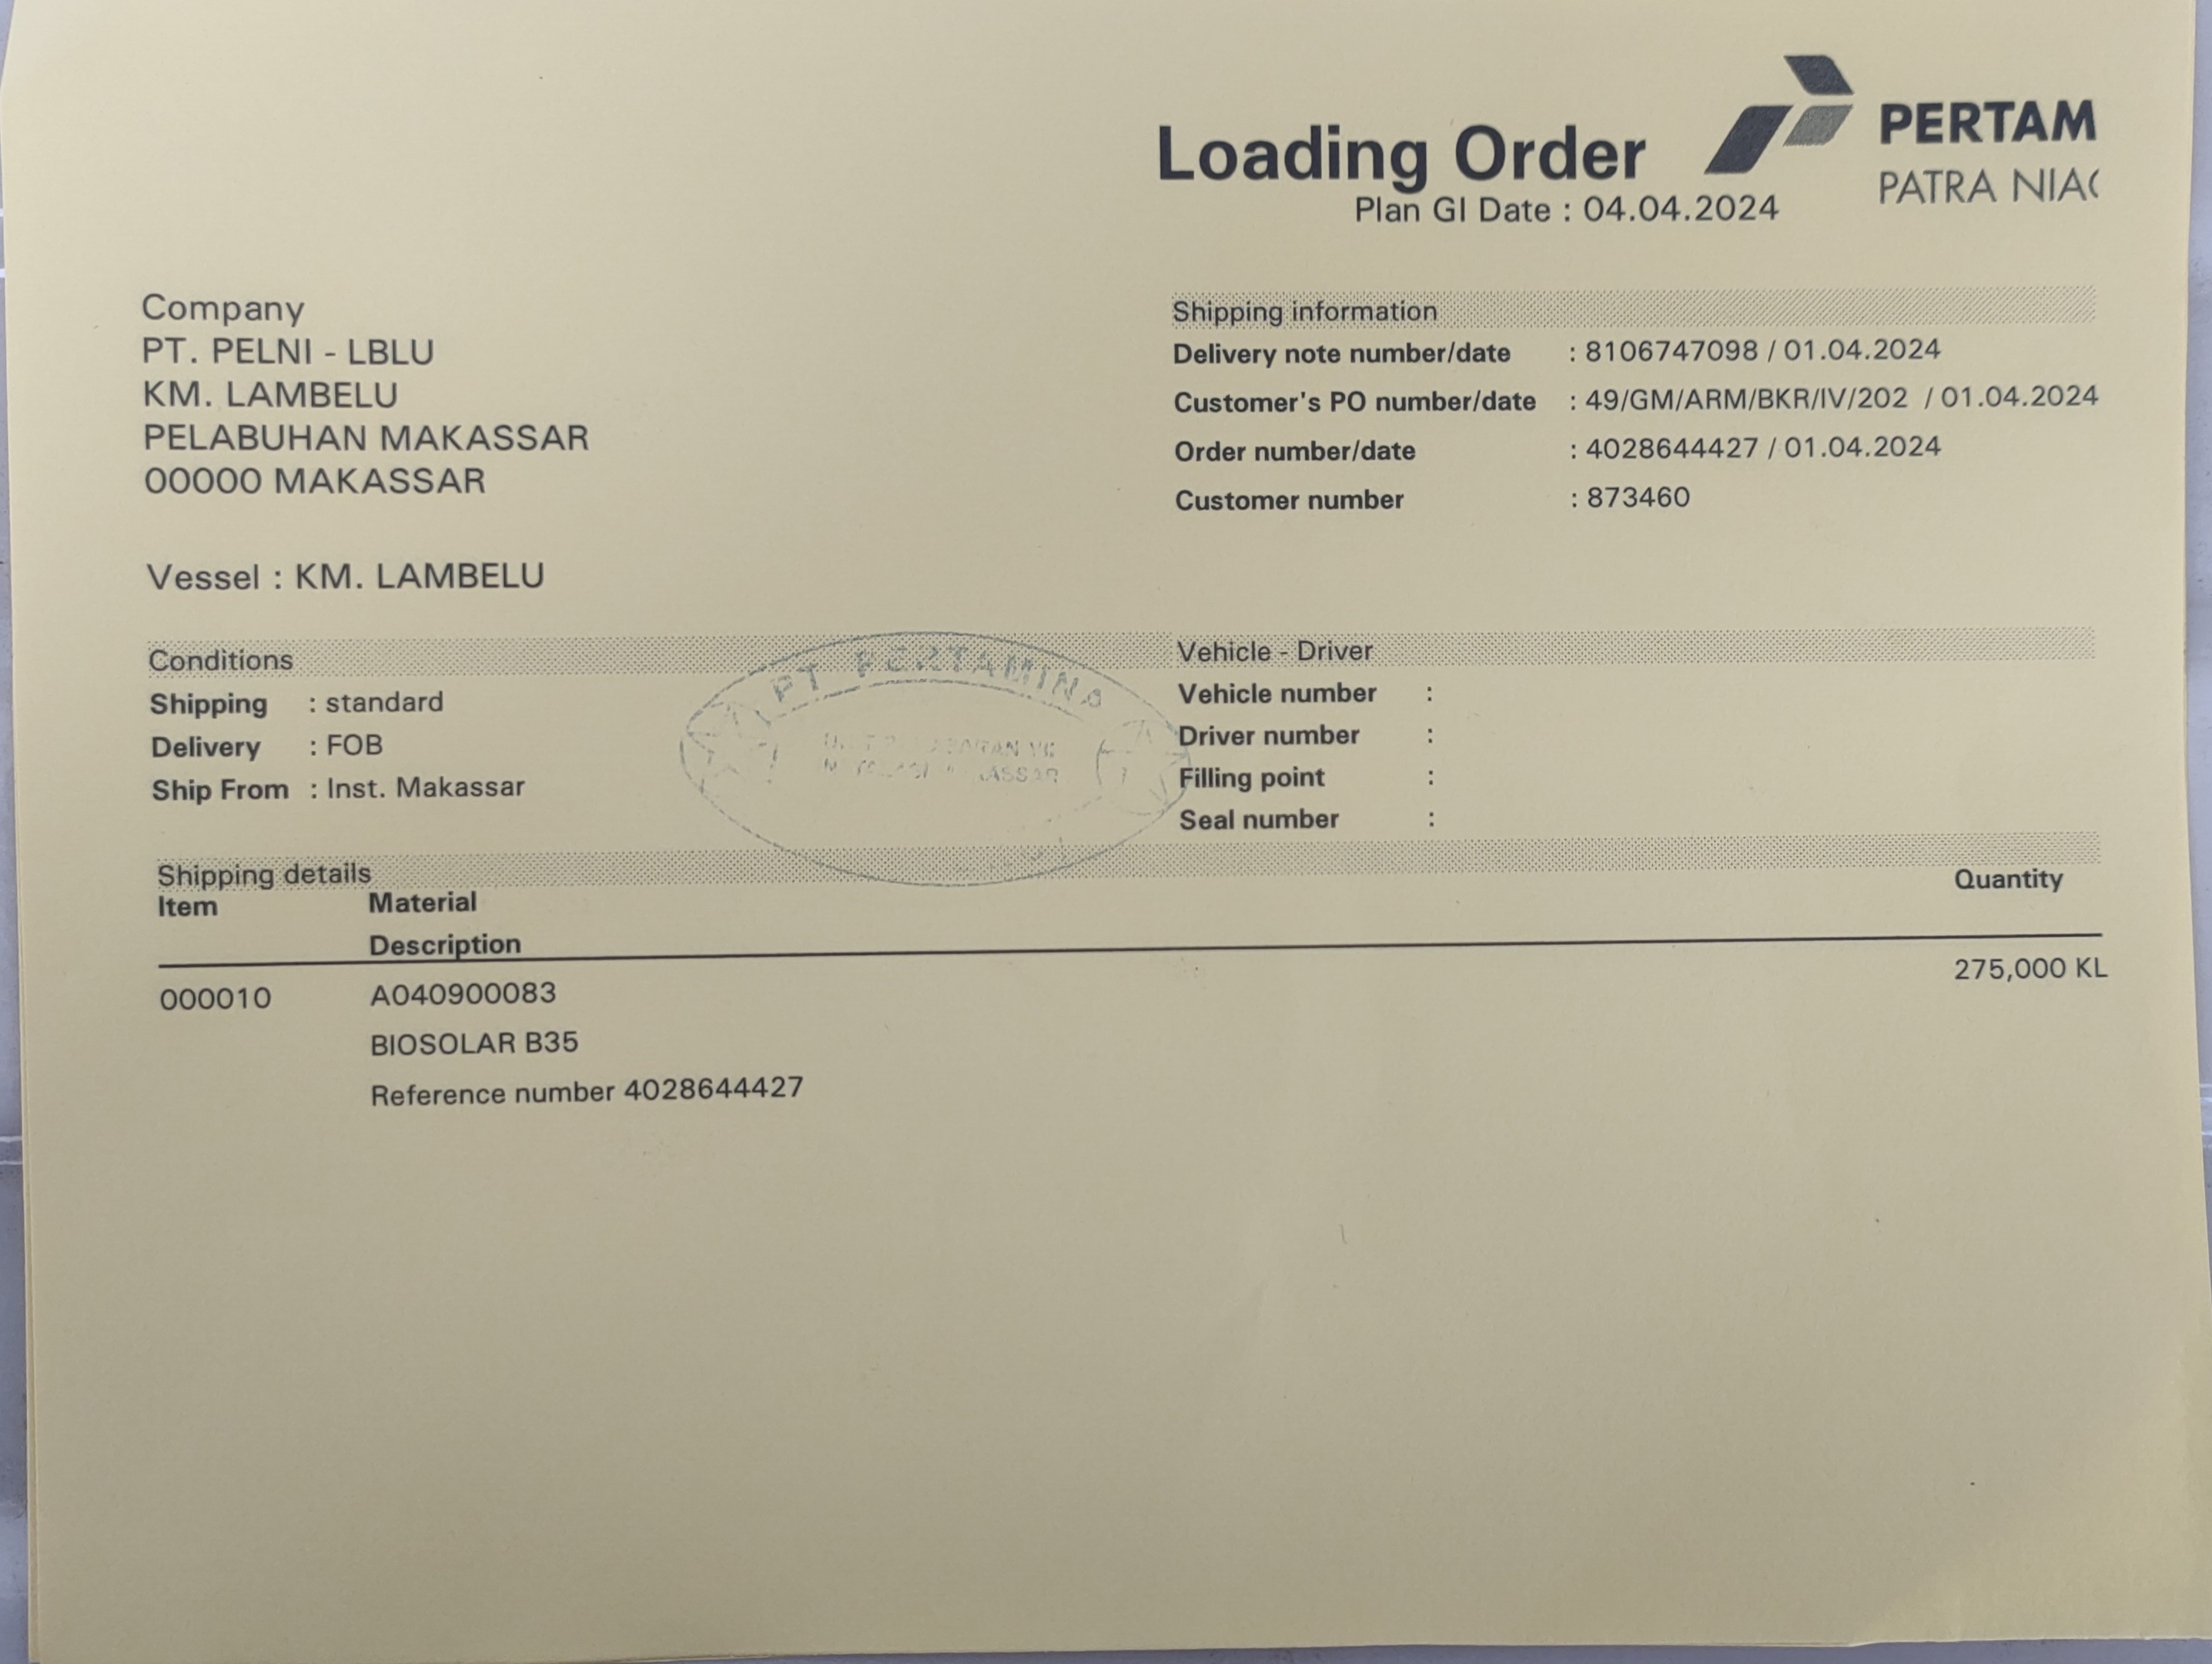 Loading Order
PERTAM
PATRA NIA
Plan GI Date : 04.04.2024
Company
PT. PELNI - LBLU
KM. LAMBELU
PELABUHAN MAKASSAR
00000 MAKASSAR
Vessel : KM. LAMBELU
Shipping information
Delivery note number/date : 8106747098 / 01.04.2024
Customer's PO number/date : 49/GM/ARM/BKR/IV/202 / 01.04.2024
Order number/date : 4028644427 / 01.04.2024
Customer number : 873460
Conditions
Shipping : standard
Delivery : FOB
Ship From : Inst. Makassar
PT PERTAMINA
Vehicle - Driver
Vehicle number :
Driver number :
Filling point :
Seal number :
Shipping details
Item Material Quantity
Description
000010 A040900083 275,000 KL
BIOSOLAR B35
Reference number 4028644427